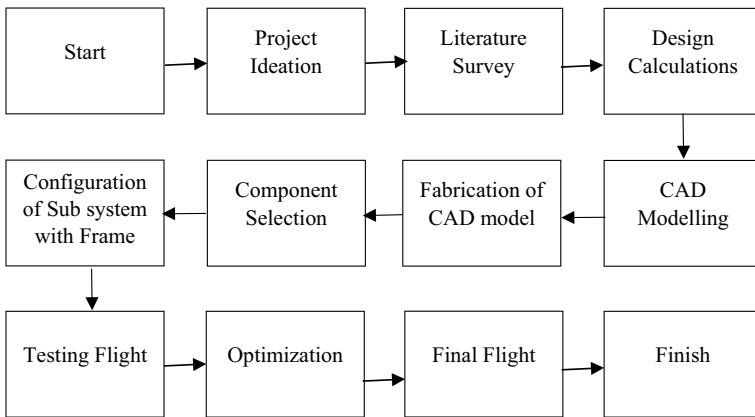 Start
Project
Ideation
Literature
Survey
Design
Calculations
CAD
Modelling
Fabrication of
CAD model
Component
Selection
Configuration
of Sub system
with Frame
Testing Flight
Optimization
Final Flight
Finish